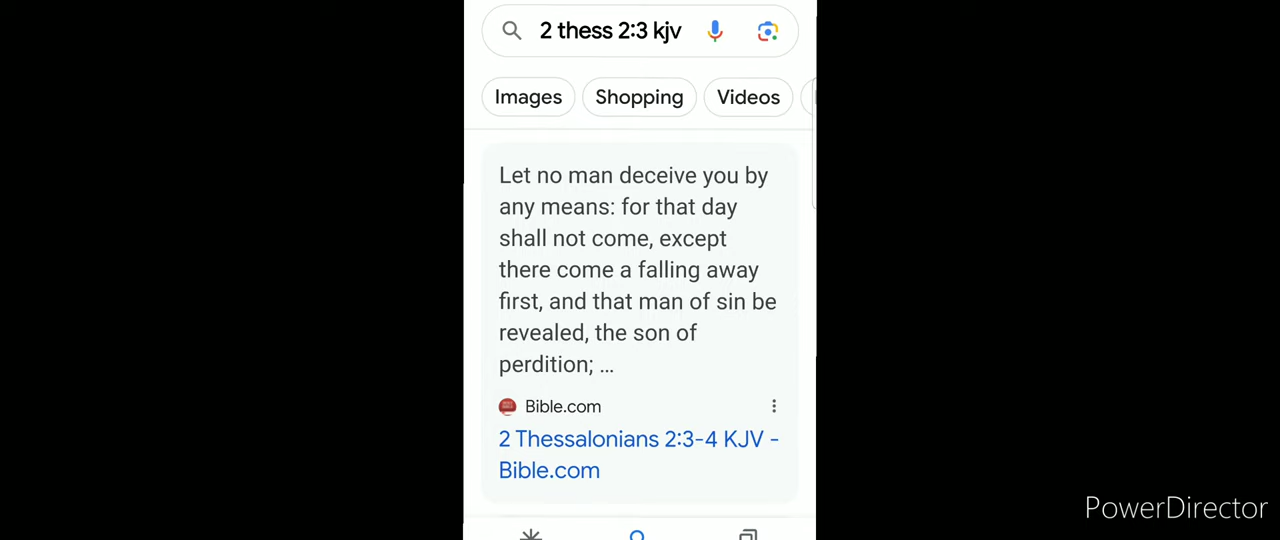 2 thess 2:3 kjv
Images Shopping Videos
Let no man deceive you by
any means: for that day
shall not come, except
there come a falling away
first, and that man of sin be
revealed, the son of
perdition; ...
Bible.com
2 Thessalonians 2:3-4 KJV -
Bible.com
PowerDirector